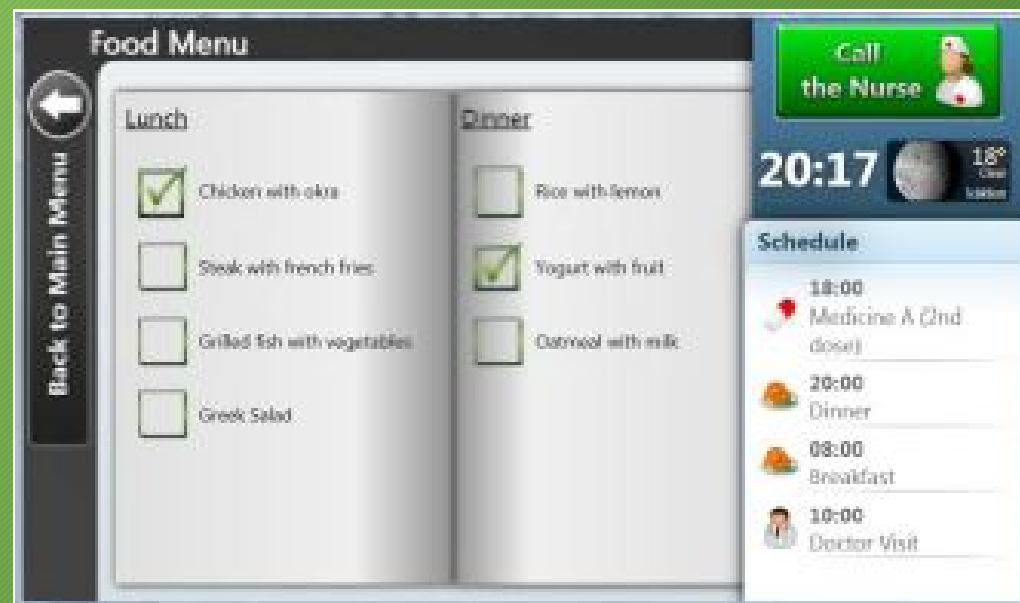 Food Menu
Back to Main Menu
Lunch
Chicken with okra
Steak with french fries
Grilled fish with vegetables
Greek Salad
Dinner
Rice with lemon
Yogurt with fruit
Oatmeal with milk
Call
the Nurse
20:17
18°
Clear
Schedule
18:00
Medicine A (2nd
dose)
20:00
Dinner
08:00
Breakfast
10:00
Doctor Visit